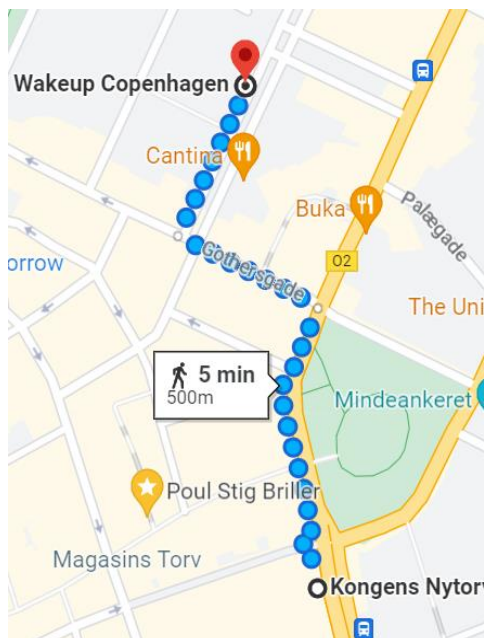 Wakeup Copenhagen
Cantina
Buka
Palægade
Gothersgade
O2
orrow
The Uni
5 min
500m
Mindeankeret
Poul Stig Briller
Magasins Torv
Kongens Nytorv